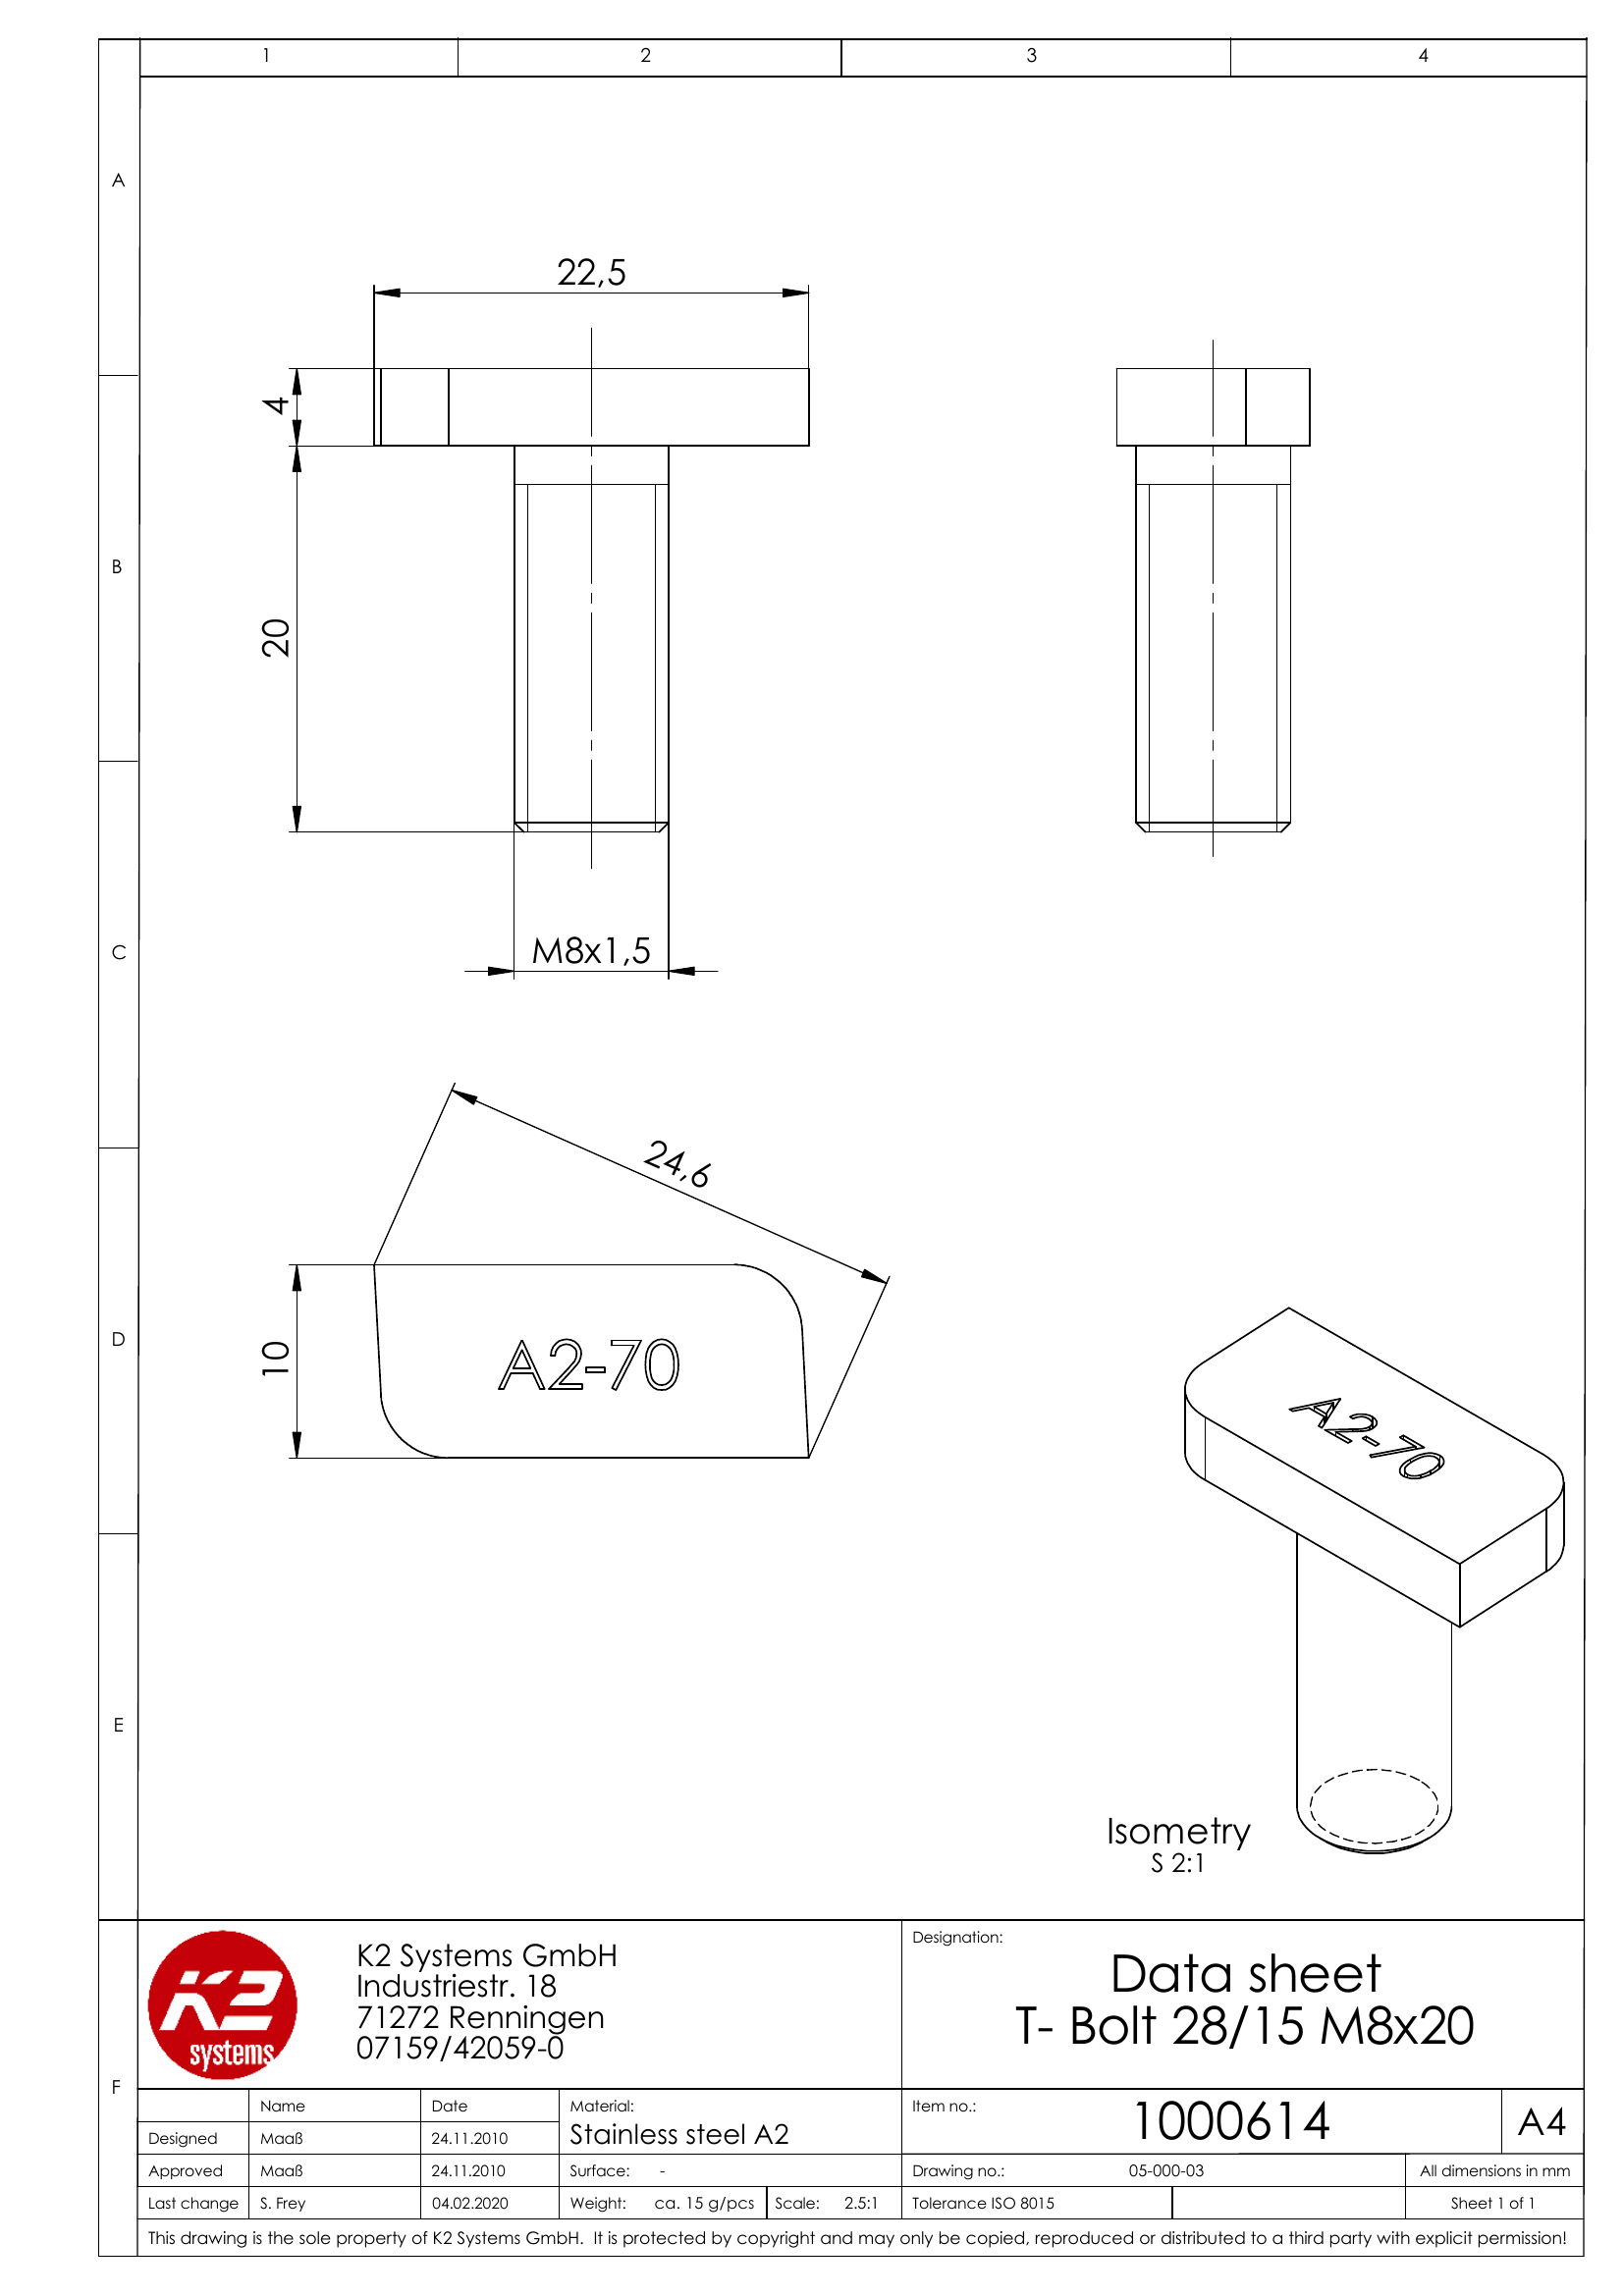 1 2 3 4
A
22,5
4
B
20
C
M8x1,5
24,6
D
10
A2-70
A2-70
E
Isometry
S 2:1
F
K2
systems
K2 Systems GmbH
Industriestr. 18
71272 Renningen
07159/42059-0
Designation:
Data sheet
T- Bolt 28/15 M8x20
Name Date Material: Item no.: 1000614 A4
Designed Maaß 24.11.2010 Stainless steel A2
Approved Maaß 24.11.2010 Surface: - Drawing no.: 05-000-03 All dimensions in mm
Last change S. Frey 04.02.2020 Weight: ca. 15 g/pcs Scale: 2.5:1 Tolerance ISO 8015 Sheet 1 of 1
This drawing is the sole property of K2 Systems GmbH. It is protected by copyright and may only be copied, reproduced or distributed to a third party with explicit permission!